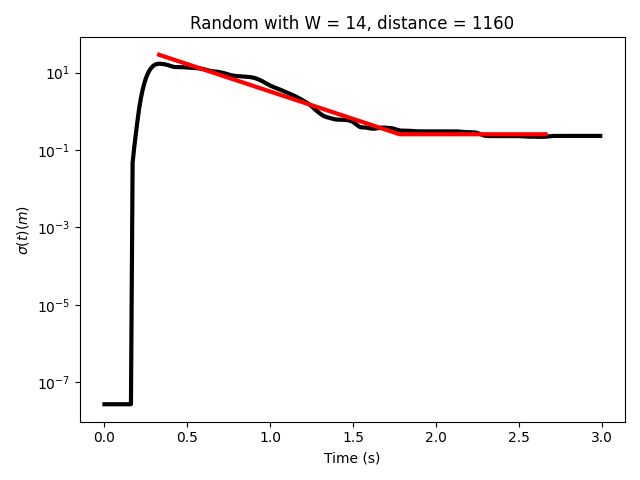 Random with W = 14, distance = 1160
σ(t)(m)
10¹
10⁻¹
10⁻³
10⁻⁵
10⁻⁷
0.0 0.5 1.0 1.5 2.0 2.5 3.0
Time (s)